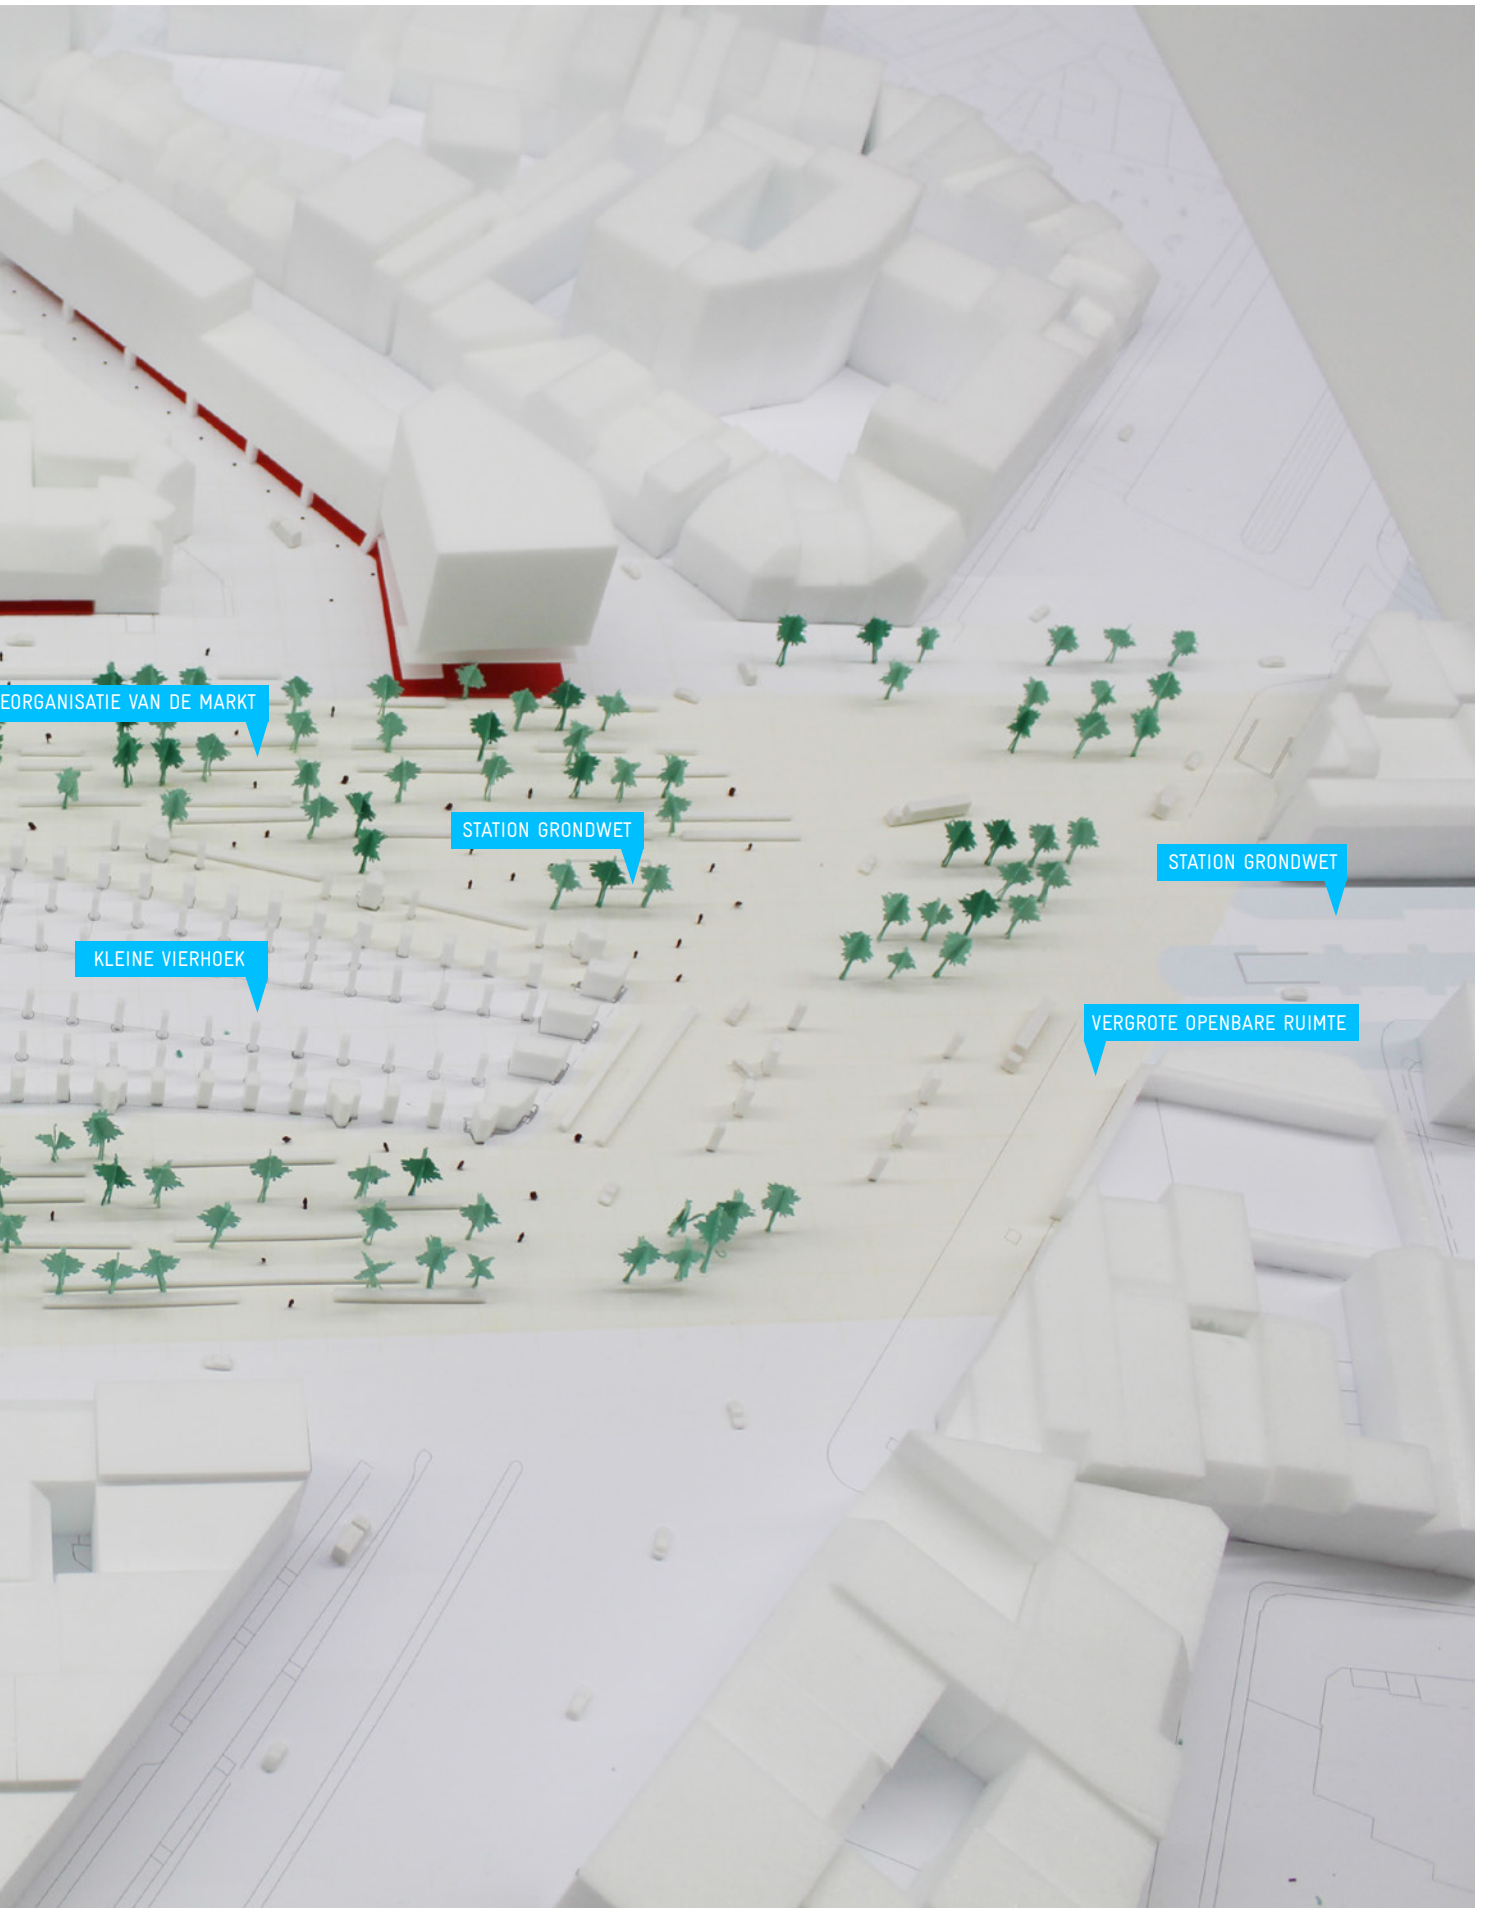 EORGANISATIE VAN DE MARKT
STATION GRONDWET
STATION GRONDWET
KLEINE VIERHOEK
VERGROTE OPENBARE RUIMTE